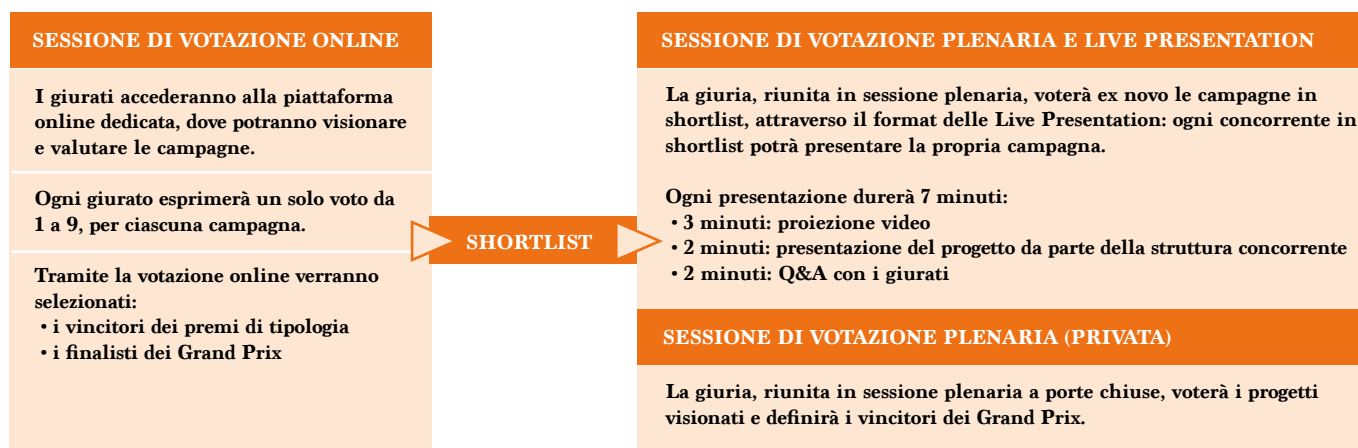 SESSIONE DI VOTAZIONE ONLINE
I giurati accederanno alla piattaforma
online dedicata, dove potranno visionare
e valutare le campagne.
Ogni giurato esprimerà un solo voto da
1 a 9, per ciascuna campagna.
Tramite la votazione online verranno
selezionati:
• i vincitori dei premi di tipologia
• i finalisti dei Grand Prix
SHORTLIST
SESSIONE DI VOTAZIONE PLENARIA E LIVE PRESENTATION
La giuria, riunita in sessione plenaria, voterà ex novo le campagne in
shortlist, attraverso il format delle Live Presentation: ogni concorrente in
shortlist potrà presentare la propria campagna.
Ogni presentazione durerà 7 minuti:
• 3 minuti: proiezione video
• 2 minuti: presentazione del progetto da parte della struttura concorrente
• 2 minuti: Q&A con i giurati
SESSIONE DI VOTAZIONE PLENARIA (PRIVATA)
La giuria, riunita in sessione plenaria a porte chiuse, voterà i progetti
visionati e definirà i vincitori dei Grand Prix.